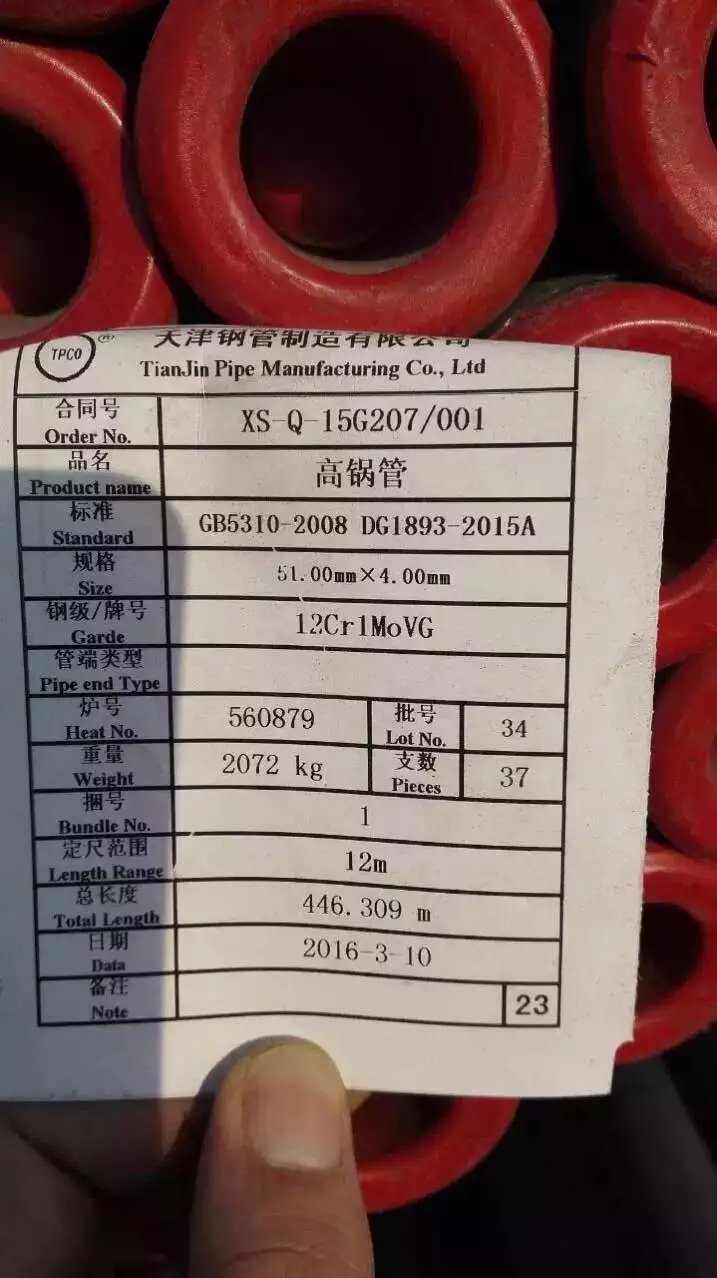 TPCO ®
天津钢管制造有限公司
TianJin Pipe Manufacturing Co., Ltd
合同号
Order No.
XS-Q-15G207/001
品名
Product name
高锅管
标准
Standard
GB5310-2008 DG1893-2015A
规格
Size
51.00mm×4.00mm
钢级/牌号
Garde
12Cr1MoVG
管端类型
Pipe end Type
炉号
Heat No.
560879
批号
Lot No.
34
重量
Weight
2072 kg
支数
Pieces
37
捆号
Bundle No.
1
定尺范围
Length Range
12m
总长度
Total Length
446.309 m
日期
Data
2016-3-10
备注
Note
23